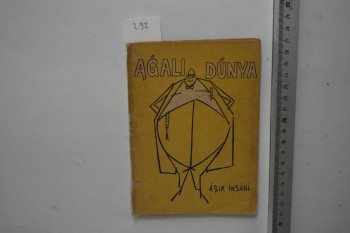 292
AĞALI DÜNYA
AŞIK İHSANİ